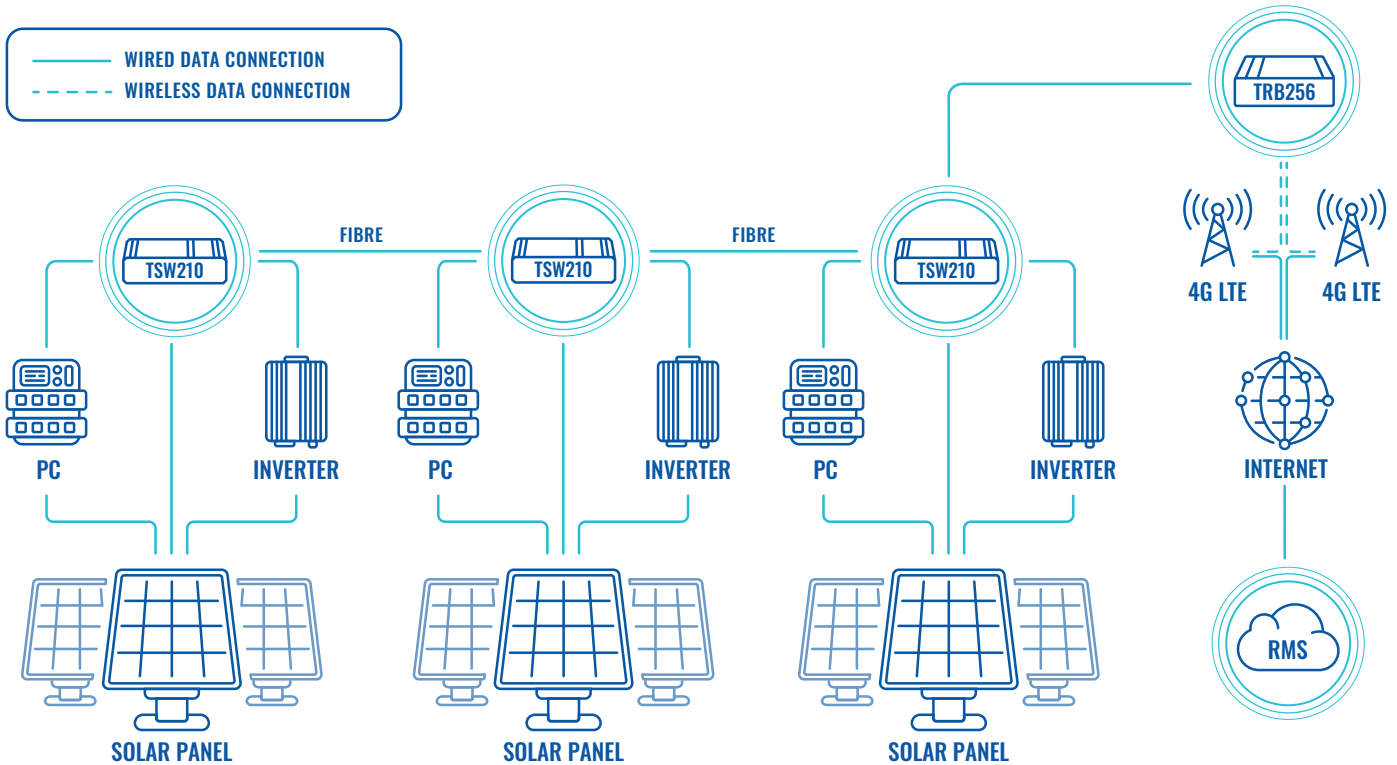 WIRED DATA CONNECTION
WIRELESS DATA CONNECTION
TRB256
FIBRE
FIBRE
TSW210
TSW210
TSW210
4G LTE
4G LTE
PC
INVERTER
PC
INVERTER
PC
INVERTER
INTERNET
RMS
SOLAR PANEL
SOLAR PANEL
SOLAR PANEL